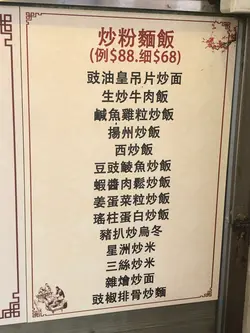 炒粉麵飯
(例$88.细$68)
豉油皇吊片炒面
生炒牛肉飯
鹹魚雞粒炒飯
揚州炒飯
西炒飯
豆豉鯪魚炒飯
蝦醬肉鬆炒飯
姜蛋菜粒炒飯
瑤柱蛋白炒飯
豬扒炒烏冬
星洲炒米
三絲炒米
雜燴炒面
豉椒排骨炒麵